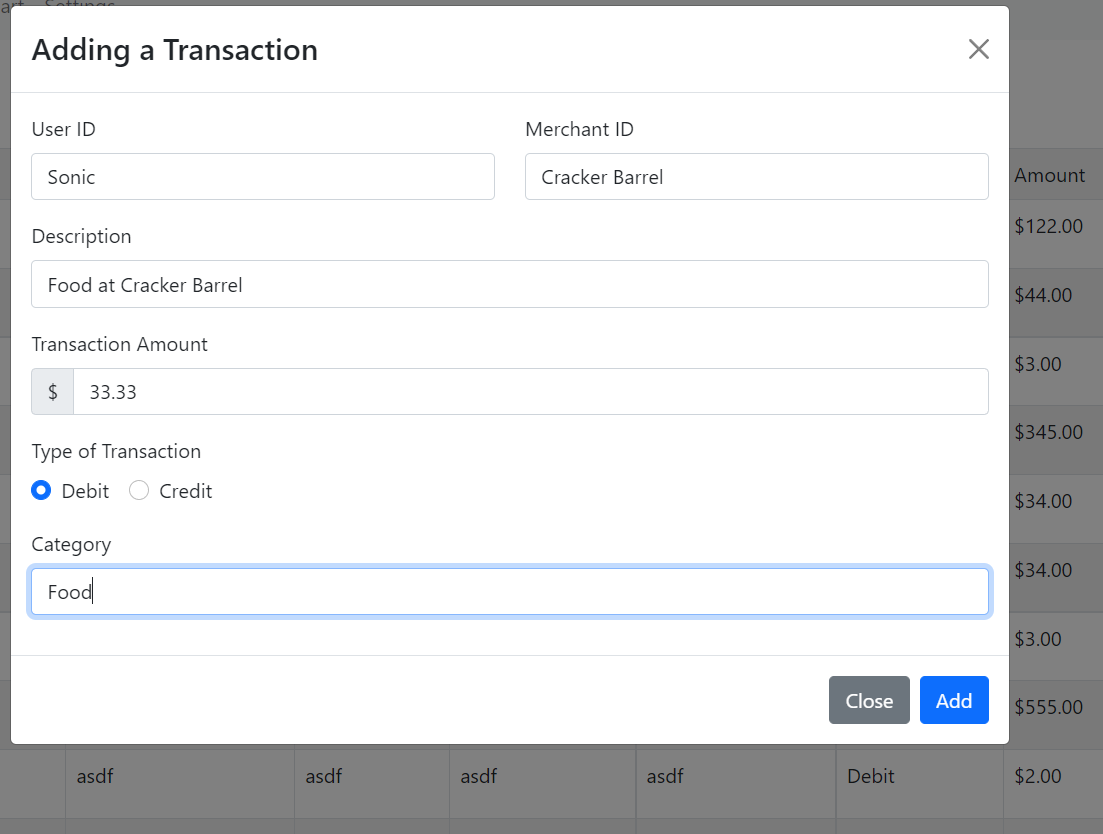 Settings
Adding a Transaction
User ID
Merchant ID
Sonic
Cracker Barrel
Amount
Description
$122.00
Food at Cracker Barrel
$44.00
Transaction Amount
$3.00
$ 33.33
$345.00
Type of Transaction
Debit Credit
$34.00
Category
$34.00
Food
$3.00
Close Add
$555.00
asdf asdf asdf asdf Debit $2.00